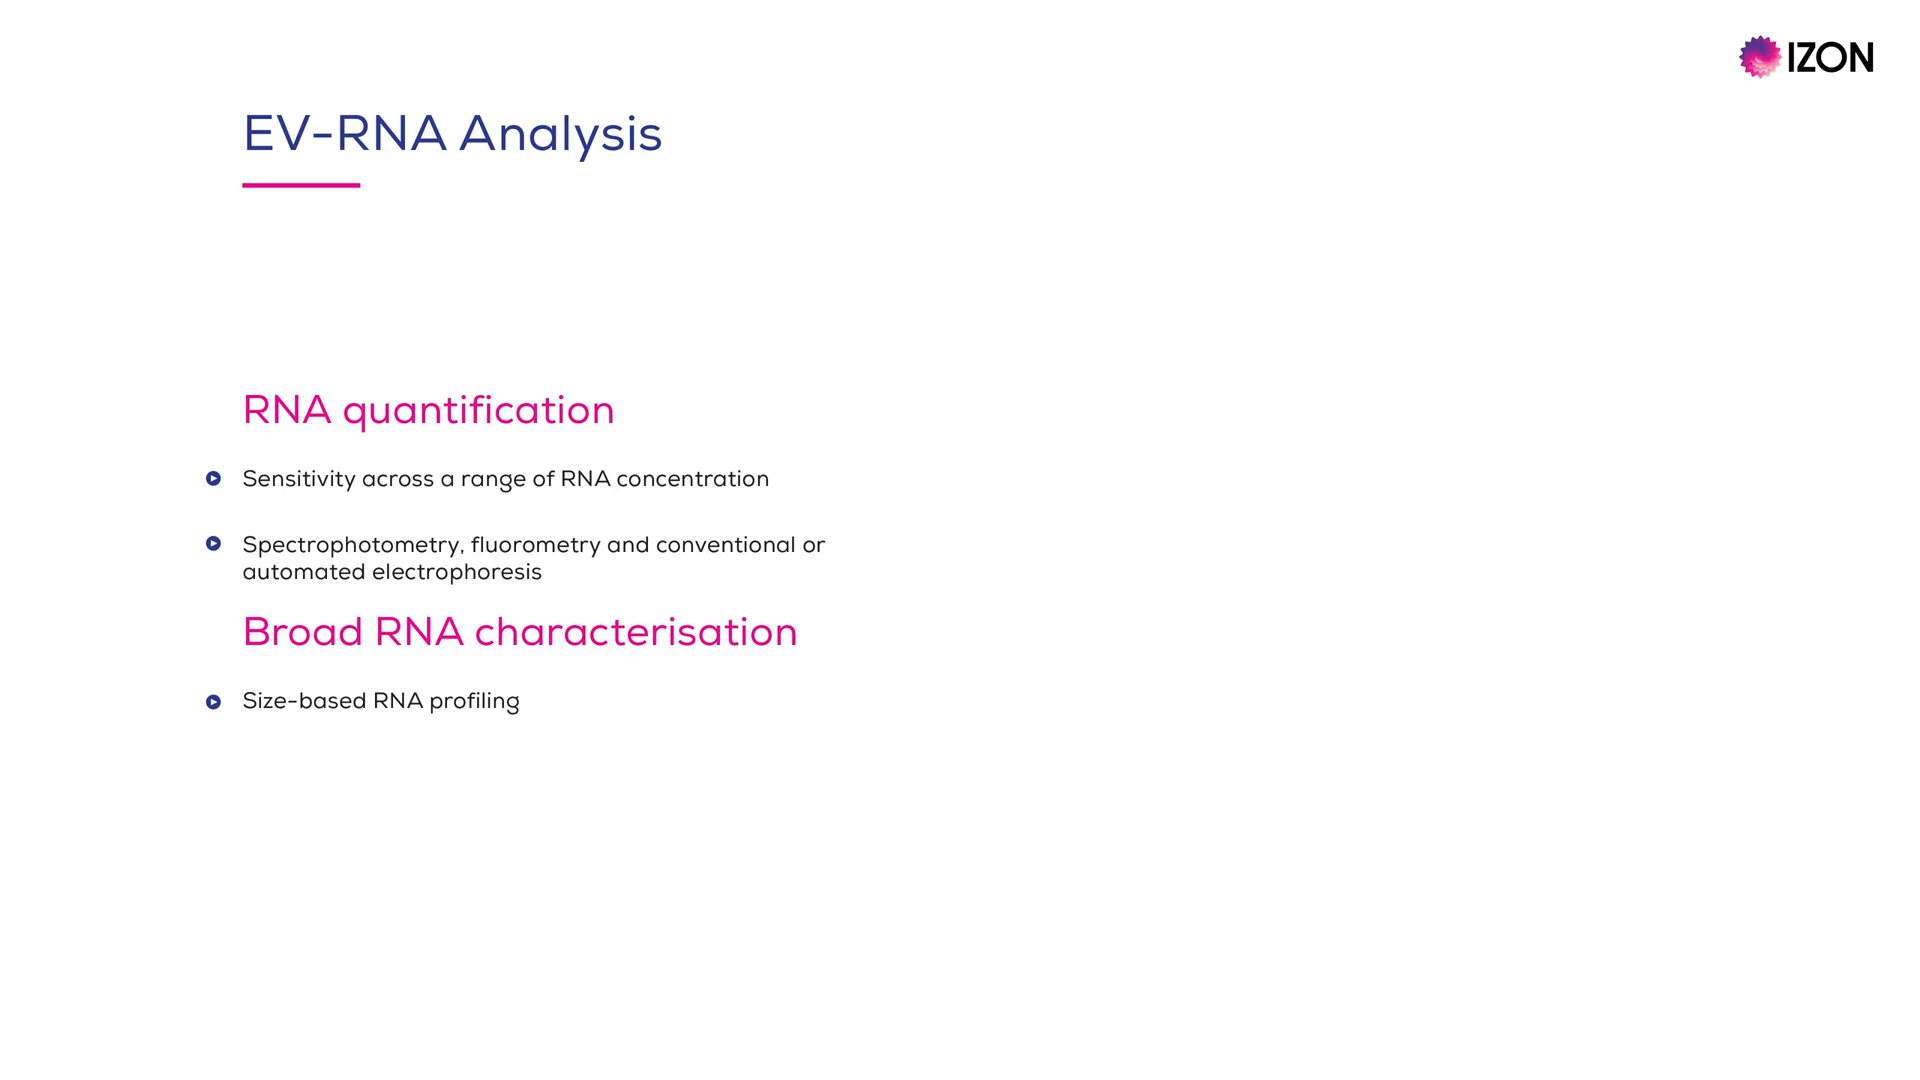 IZON
EV-RNA Analysis
RNA quantification
Sensitivity across a range of RNA concentration
Spectrophotometry, fluorometry and conventional or
automated electrophoresis
Broad RNA characterisation
Size-based RNA profiling